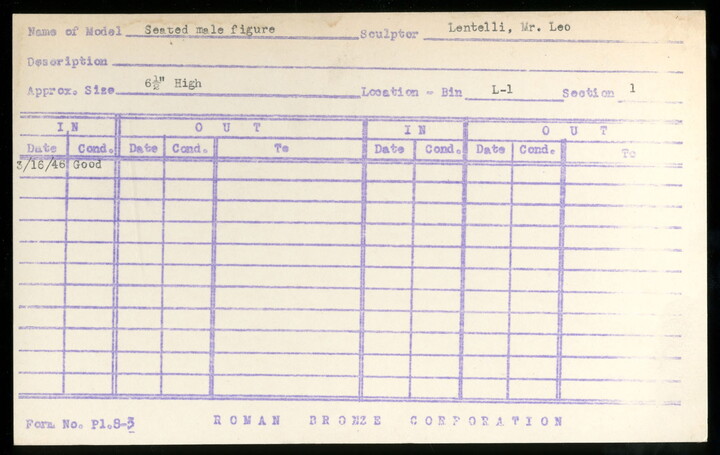 Name of Model Seated male figure Sculptor Lentelli, Mr. Leo
Description
Approx. Size 6½" High Location - Bin L-1 Section 1
IN OUT IN OUT
Date Cond. Date Cond. To Date Cond. Date Cond. To
3/16/46 Good
Form No. Pl.8-3 ROMAN BRONZE CORPORATION